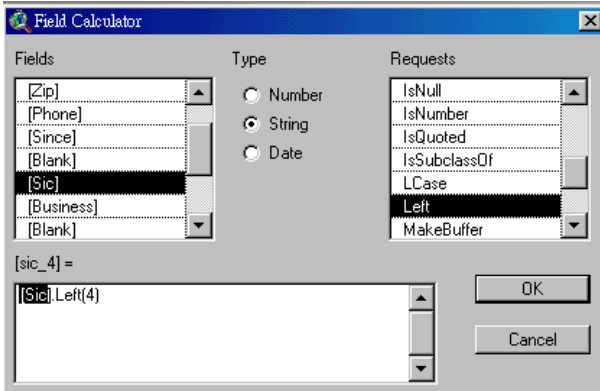 Field Calculator
Fields
[Zip]
[Phone]
[Since]
[Blank]
[Sic]
[Business]
[Blank]
Type
Number
String
Date
Requests
IsNull
IsNumber
IsQuoted
IsSubclassOf
LCase
Left
MakeBuffer
[sic_4] =
[Sic].Left(4)
OK
Cancel